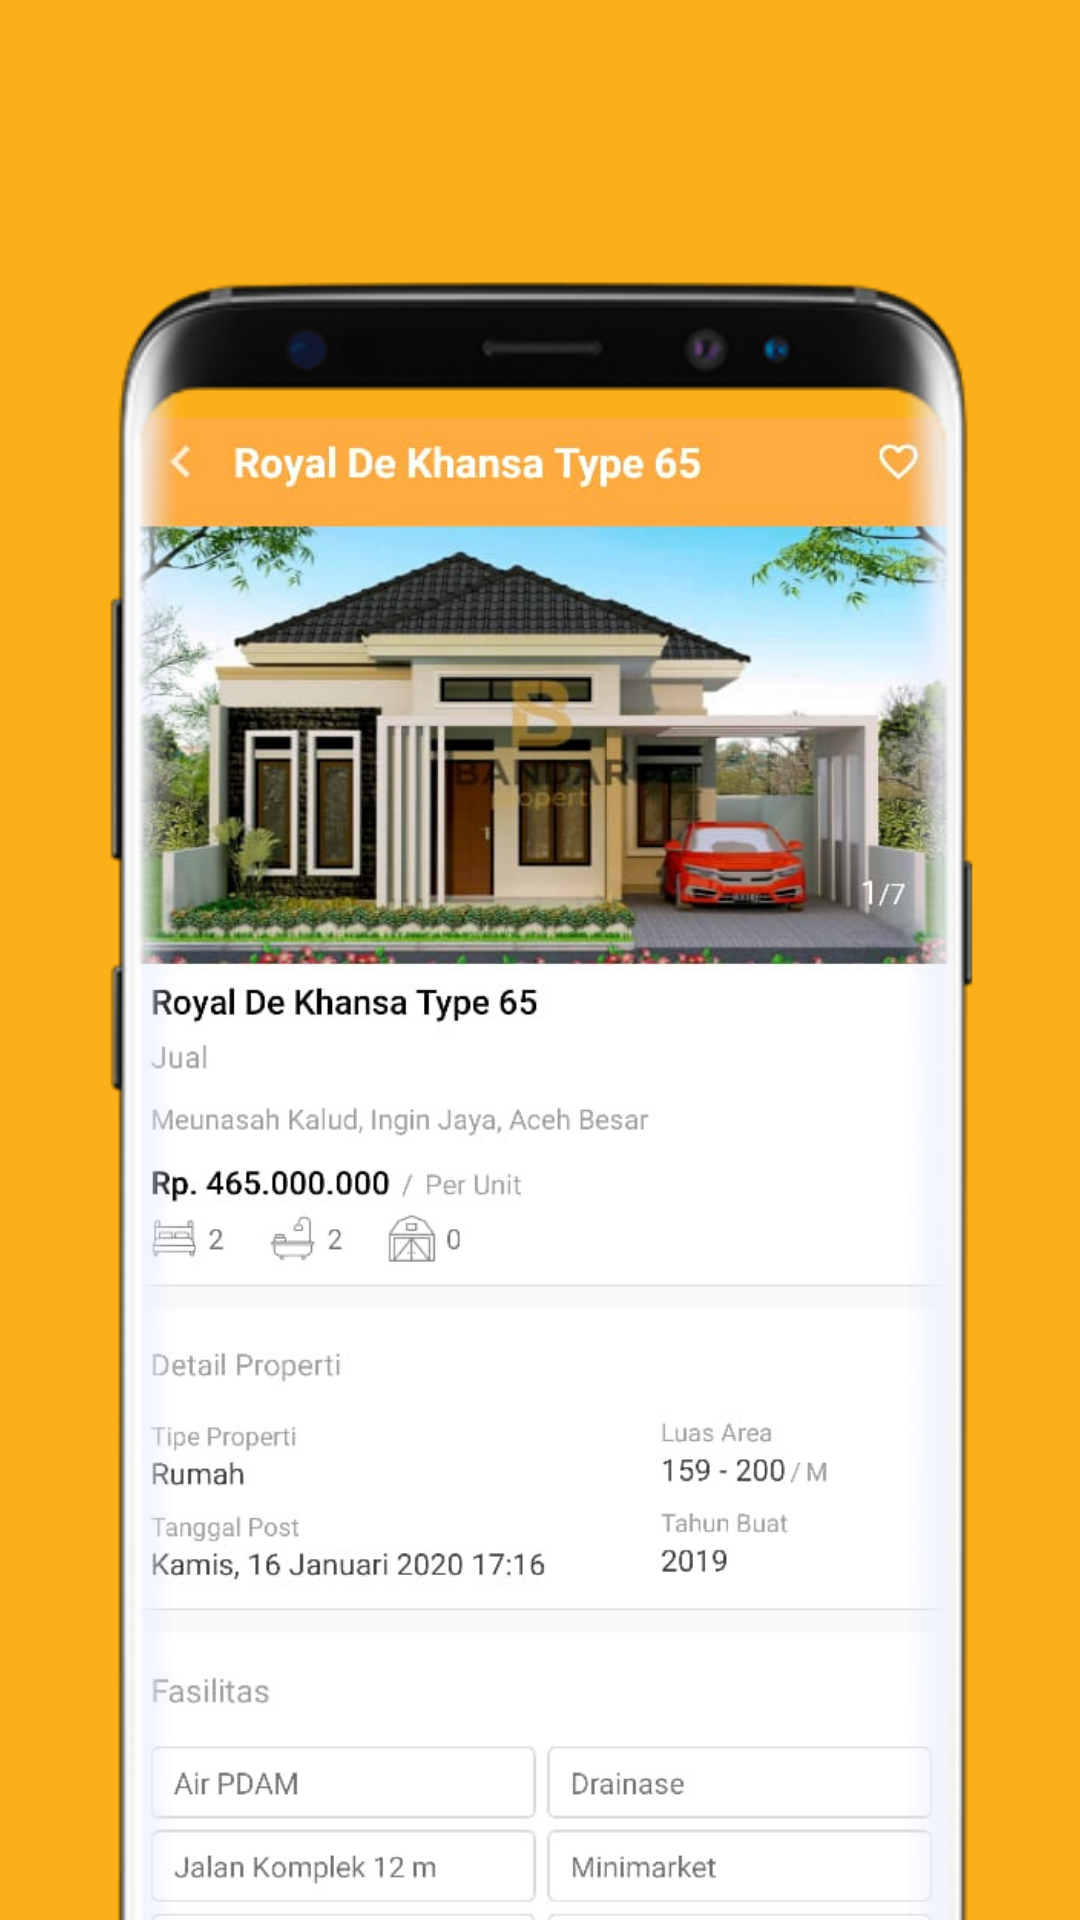 Royal De Khansa Type 65
B
BANDAR
Properti
1/7
Royal De Khansa Type 65
Jual
Meunasah Kalud, Ingin Jaya, Aceh Besar
Rp. 465.000.000 / Per Unit
2 2 0
Detail Properti
Tipe Properti Luas Area
Rumah 159 - 200 / M
Tanggal Post Tahun Buat
Kamis, 16 Januari 2020 17:16 2019
Fasilitas
Air PDAM Drainase
Jalan Komplek 12 m Minimarket